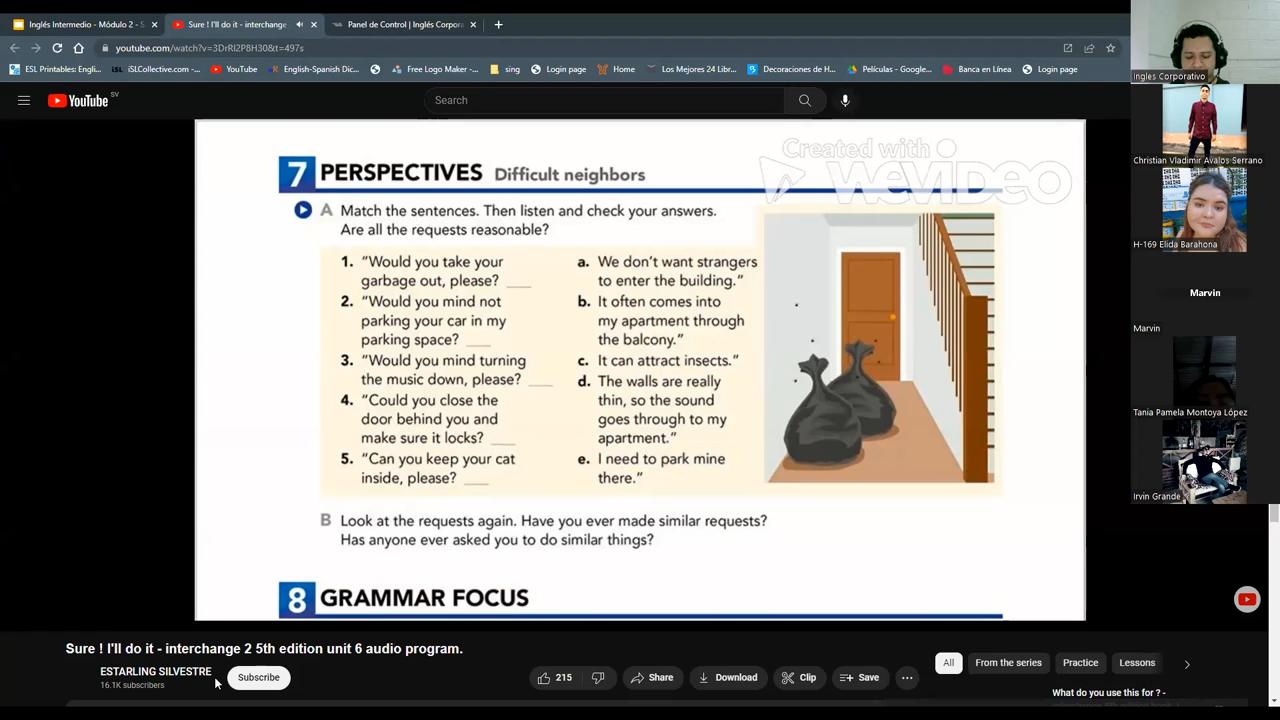 Inglés Intermedio - Módulo 2 - S
Sure ! I'll do it - interchange
Panel de Control | Inglés Corpora
youtube.com/watch?v=3DrRI2P8H30&t=497s
ESL Printables: Engli...
iSLCollective.com -...
YouTube
English-Spanish Dic...
Free Logo Maker -...
sing
Login page
Home
Los Mejores 24 Libr...
Decoraciones de H...
Películas - Google...
Banca en Línea
Login page
YouTube SV
Search
Created with
WEVIDEO
7 PERSPECTIVES Difficult neighbors
A Match the sentences. Then listen and check your answers.
Are all the requests reasonable?
1. “Would you take your
garbage out, please? ____
2. “Would you mind not
parking your car in my
parking space? ____
3. “Would you mind turning
the music down, please? ____
4. “Could you close the
door behind you and
make sure it locks? ____
5. “Can you keep your cat
inside, please? ____
a. We don’t want strangers
to enter the building.”
b. It often comes into
my apartment through
the balcony.”
c. It can attract insects.”
d. The walls are really
thin, so the sound
goes through to my
apartment.”
e. I need to park mine
there.”
B Look at the requests again. Have you ever made similar requests?
Has anyone ever asked you to do similar things?
8 GRAMMAR FOCUS
Sure ! I'll do it - interchange 2 5th edition unit 6 audio program.
ESTARLING SILVESTRE
16.1K subscribers
Subscribe
215
Share
Download
Clip
Save
All
From the series
Practice
Lessons
What do you use this for ? -
Ingles Corporativo
Christian Vladimir Avalos Serrano
H-169 Elida Barahona
Marvin
Marvin
Tania Pamela Montoya López
Irvin Grande